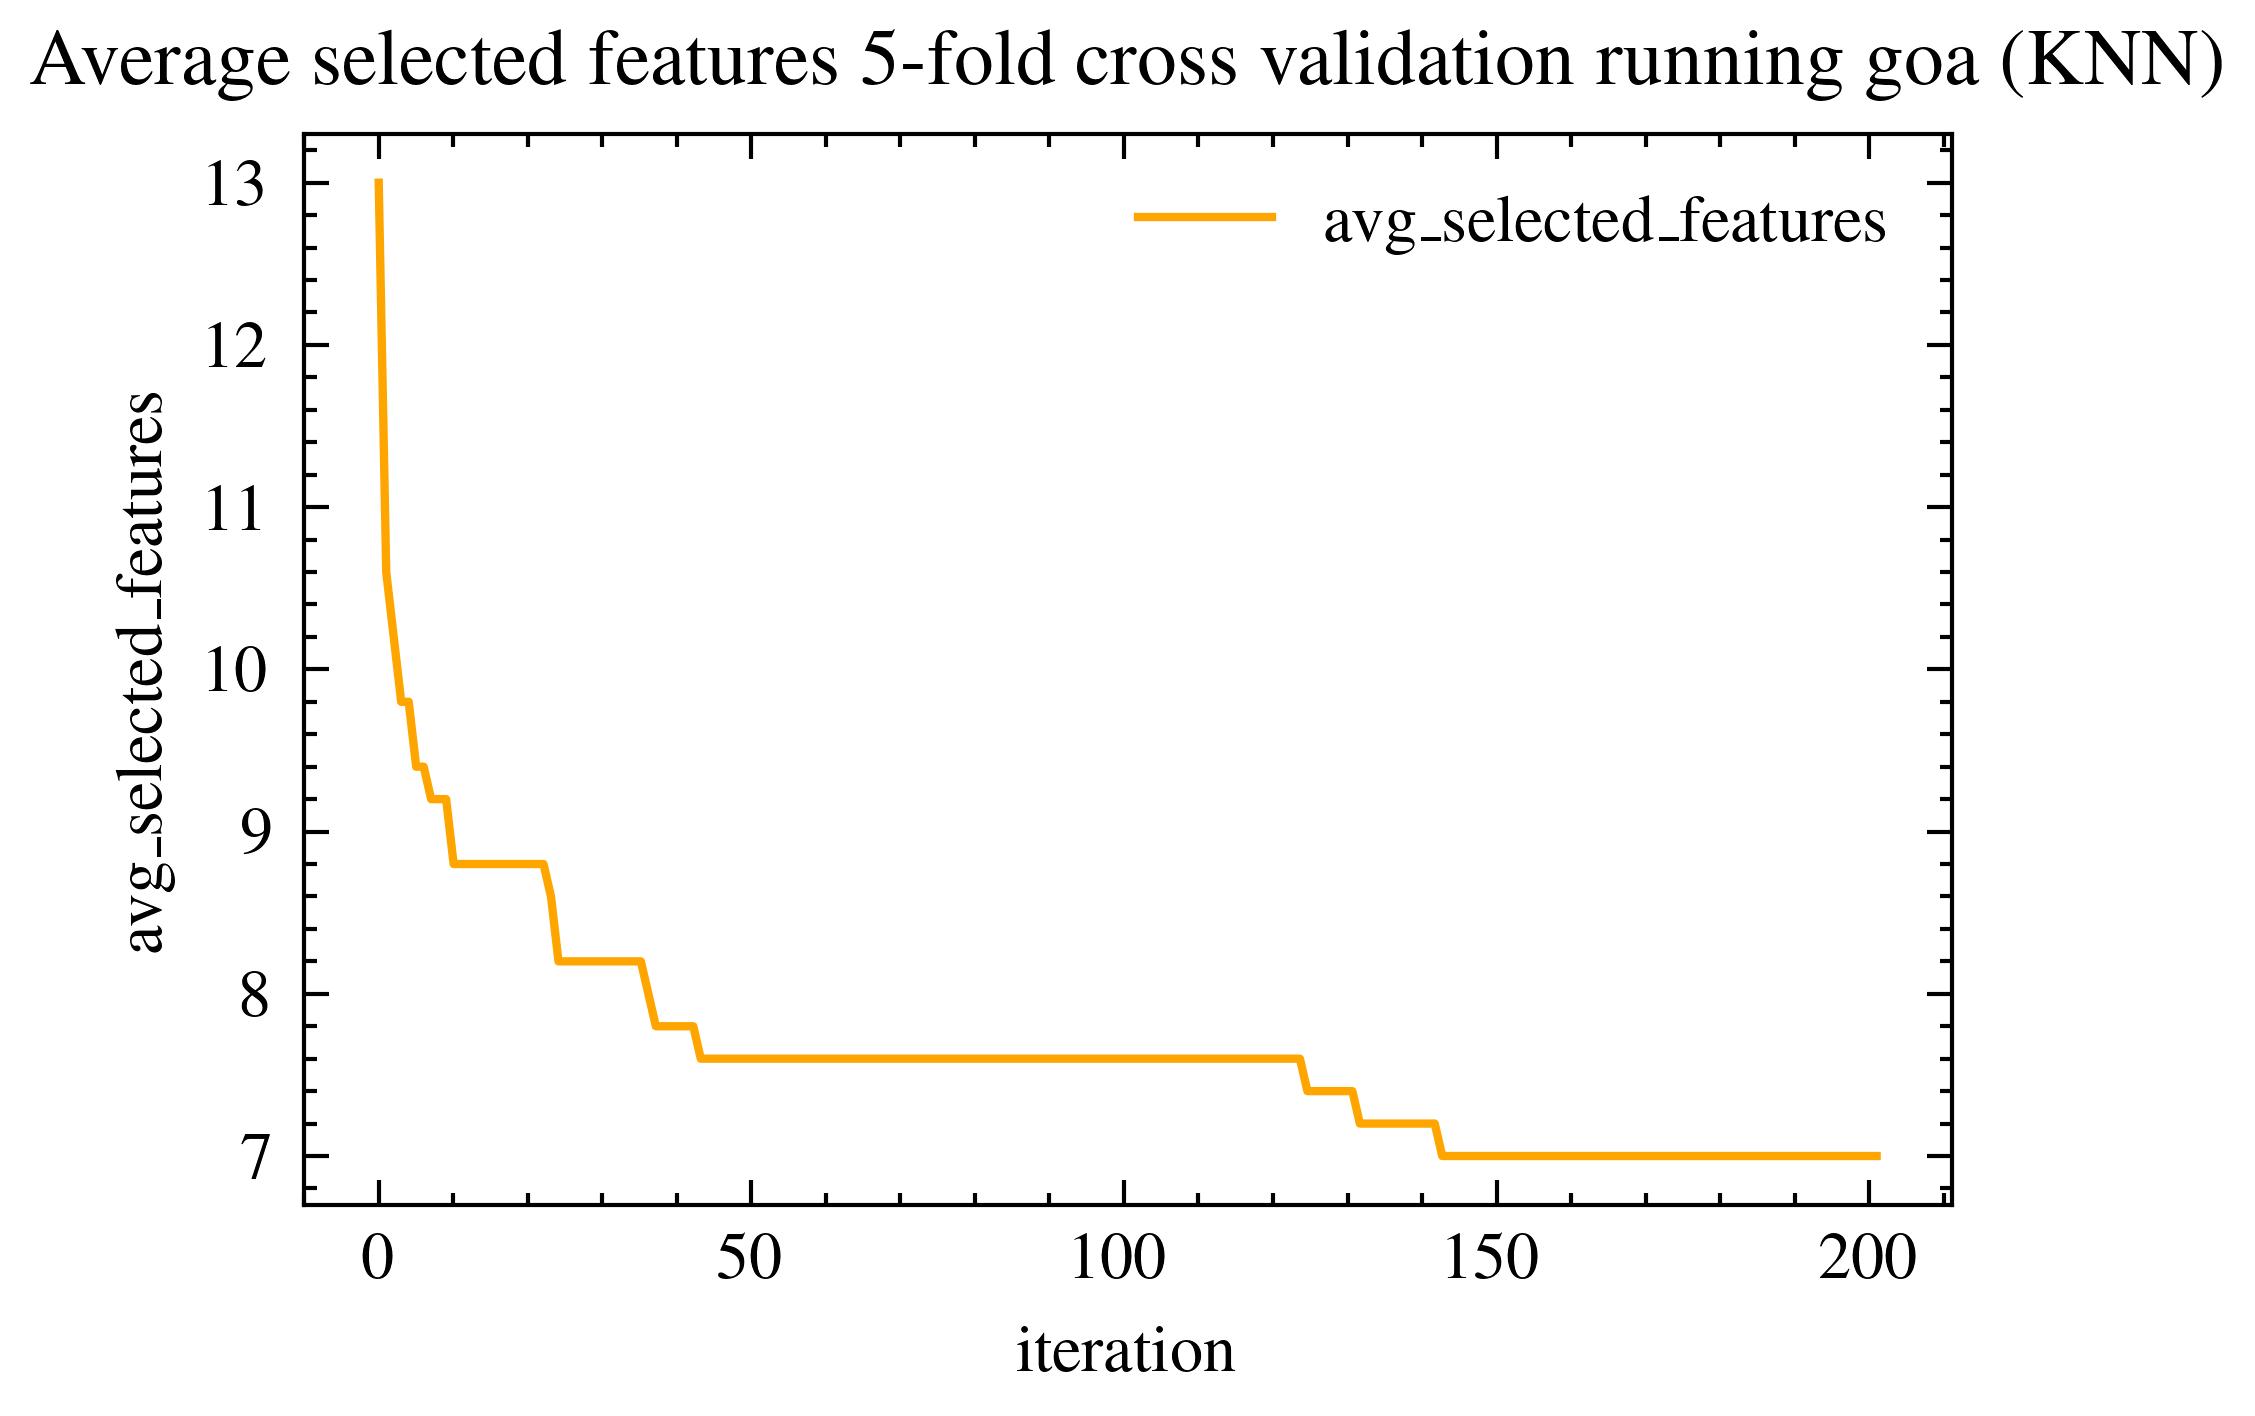 Average selected features 5-fold cross validation running goa (KNN)
avg_selected_features
avg_selected_features
13
12
11
10
9
8
7
0 50 100 150 200
iteration